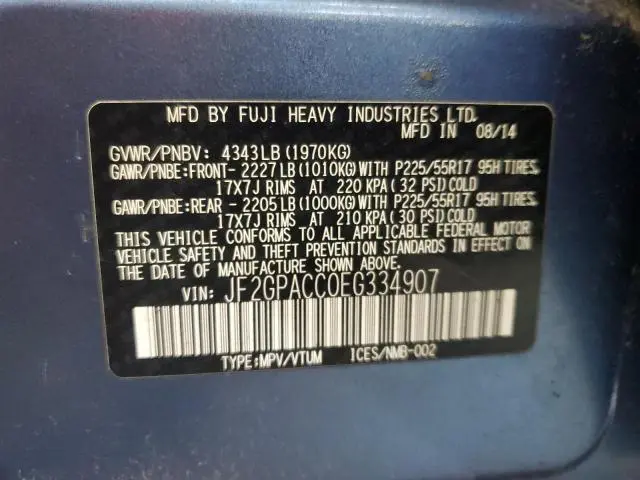 MFD BY FUJI HEAVY INDUSTRIES LTD.
MFD IN 08/14
GVWR/PNBV: 4343LB(1970KG)
GAWR/PNBE:FRONT- 2227LB(1010KG)WITH P225/55R17 95H TIRES,
17X7J RIMS AT 220 KPA(32 PSI)COLD
GAWR/PNBE:REAR - 2205LB(1000KG)WITH P225/55R17 95H TIRES,
17X7J RIMS AT 210 KPA(30 PSI)COLD
THIS VEHICLE CONFORMS TO ALL APPLICABLE FEDERAL MOTOR
VEHICLE SAFETY AND THEFT PREVENTION STANDARDS IN EFFECT ON
THE DATE OF MANUFACTURE SHOWN ABOVE.
VIN: JF2GPACC0EG334907
TYPE:MPV/VTUM ICES/NMB-002